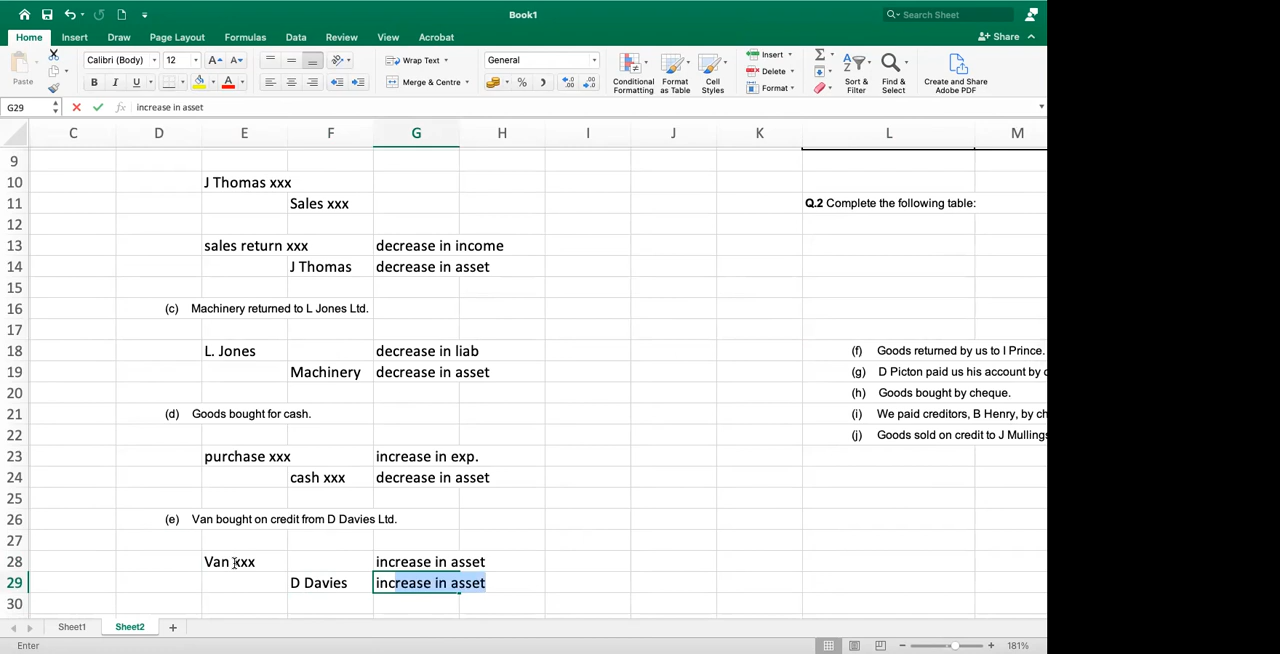 Book1
Search Sheet
Home Insert Draw Page Layout Formulas Data Review View Acrobat
Share
Paste
Calibri (Body) 12 A A
B I U A
Wrap Text
Merge & Centre
General
%
Conditional Formatting
Format as Table
Cell Styles
Insert
Delete
Format
Sort & Filter
Find & Select
Create and Share Adobe PDF
G29 fx increase in asset
C D E F G H I J K L M
9
10 J Thomas xxx
11 Sales xxx Q.2 Complete the following table:
12
13 sales return xxx decrease in income
14 J Thomas decrease in asset
15
16 (c) Machinery returned to L Jones Ltd.
17
18 L. Jones decrease in liab (f) Goods returned by us to I Prince.
19 Machinery decrease in asset (g) D Picton paid us his account by
20 (h) Goods bought by cheque.
21 (d) Goods bought for cash. (i) We paid creditors, B Henry, by ch
22 (j) Goods sold on credit to J Mullings
23 purchase xxx increase in exp.
24 cash xxx decrease in asset
25
26 (e) Van bought on credit from D Davies Ltd.
27
28 Van xxx increase in asset
29 D Davies increase in asset
30
Sheet1 Sheet2 +
Enter 181%